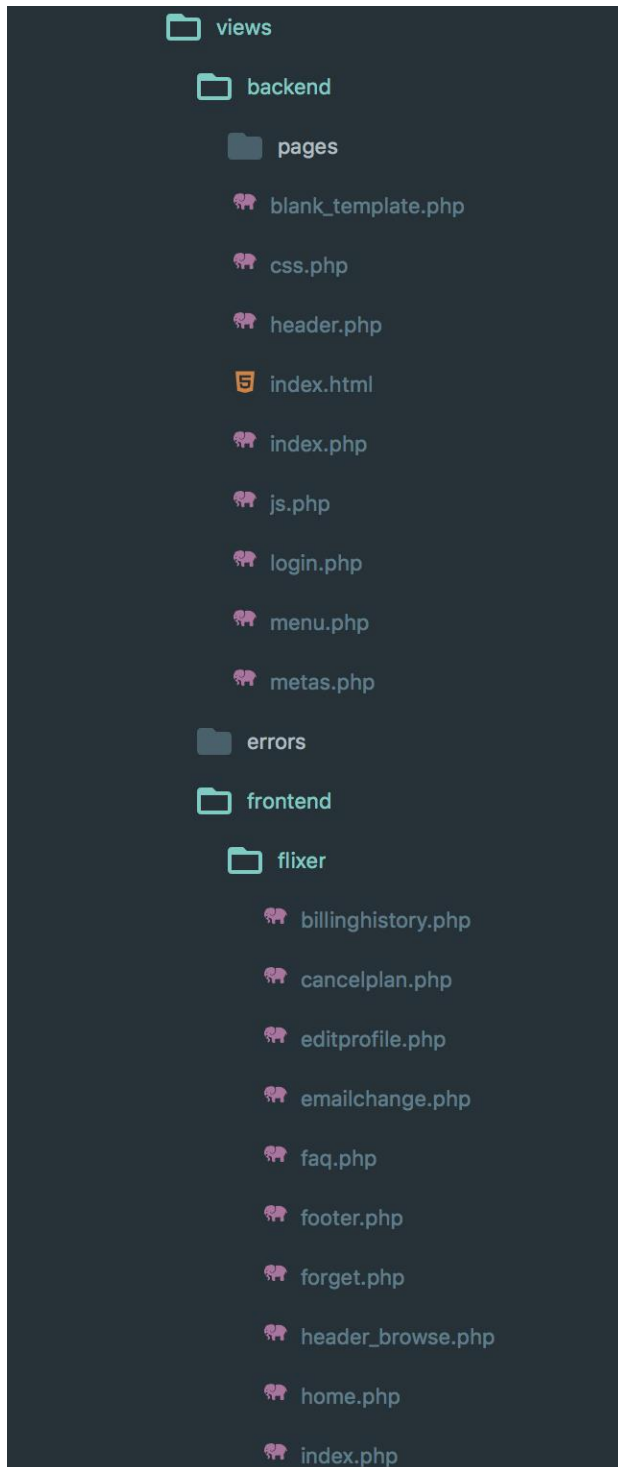 views
backend
pages
blank_template.php
css.php
header.php
index.html
index.php
js.php
login.php
menu.php
metas.php
errors
frontend
flixer
billinghistory.php
cancelplan.php
editprofile.php
emailchange.php
faq.php
footer.php
forget.php
header_browse.php
home.php
index.php